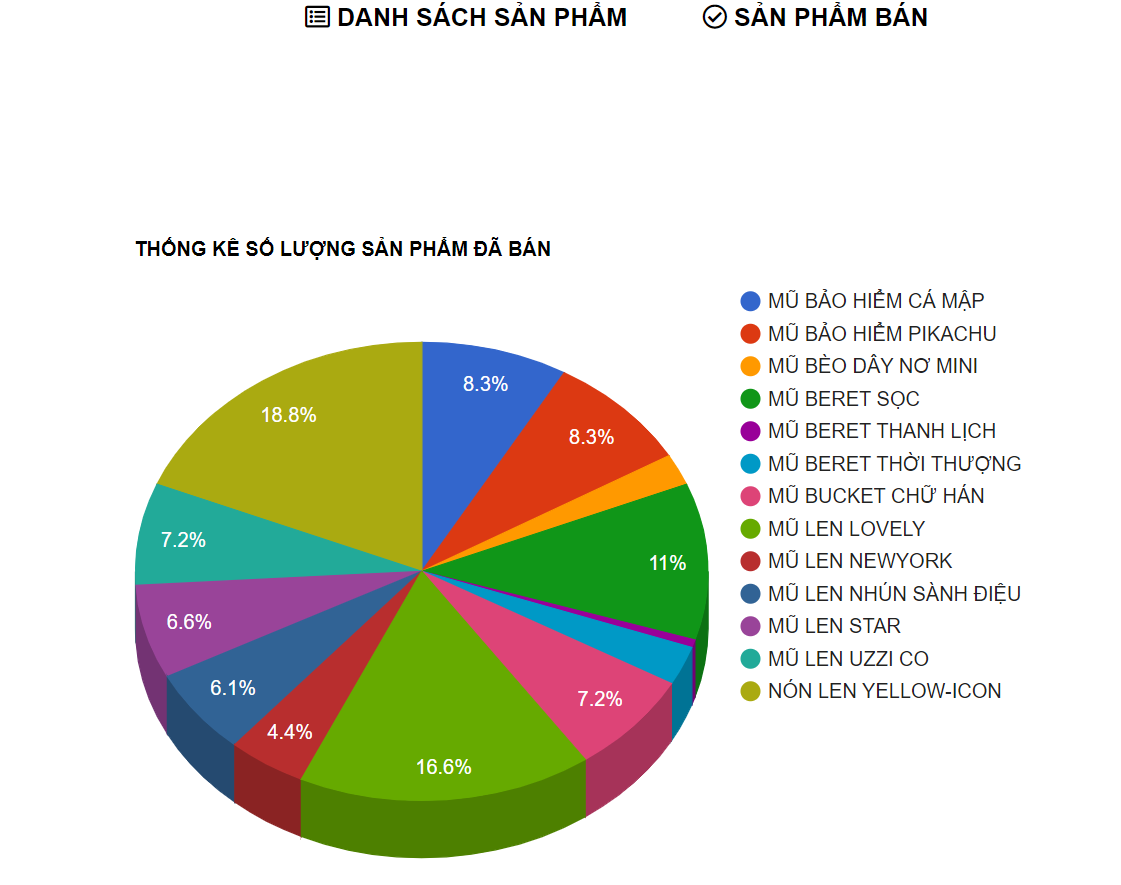 DANH SÁCH SẢN PHẨM
SẢN PHẨM BÁN
THỐNG KÊ SỐ LƯỢNG SẢN PHẨM ĐÃ BÁN
MŨ BẢO HIỂM CÁ MẬP
MŨ BẢO HIỂM PIKACHU
MŨ BÈO DÂY NƠ MINI
MŨ BERET SỌC
MŨ BERET THANH LỊCH
MŨ BERET THỜI THƯỢNG
MŨ BUCKET CHỮ HÁN
MŨ LEN LOVELY
MŨ LEN NEWYORK
MŨ LEN NHÚN SÀNH ĐIỆU
MŨ LEN STAR
MŨ LEN UZZI CO
NÓN LEN YELLOW-ICON
8.3%
8.3%
11%
7.2%
16.6%
4.4%
6.1%
6.6%
7.2%
18.8%